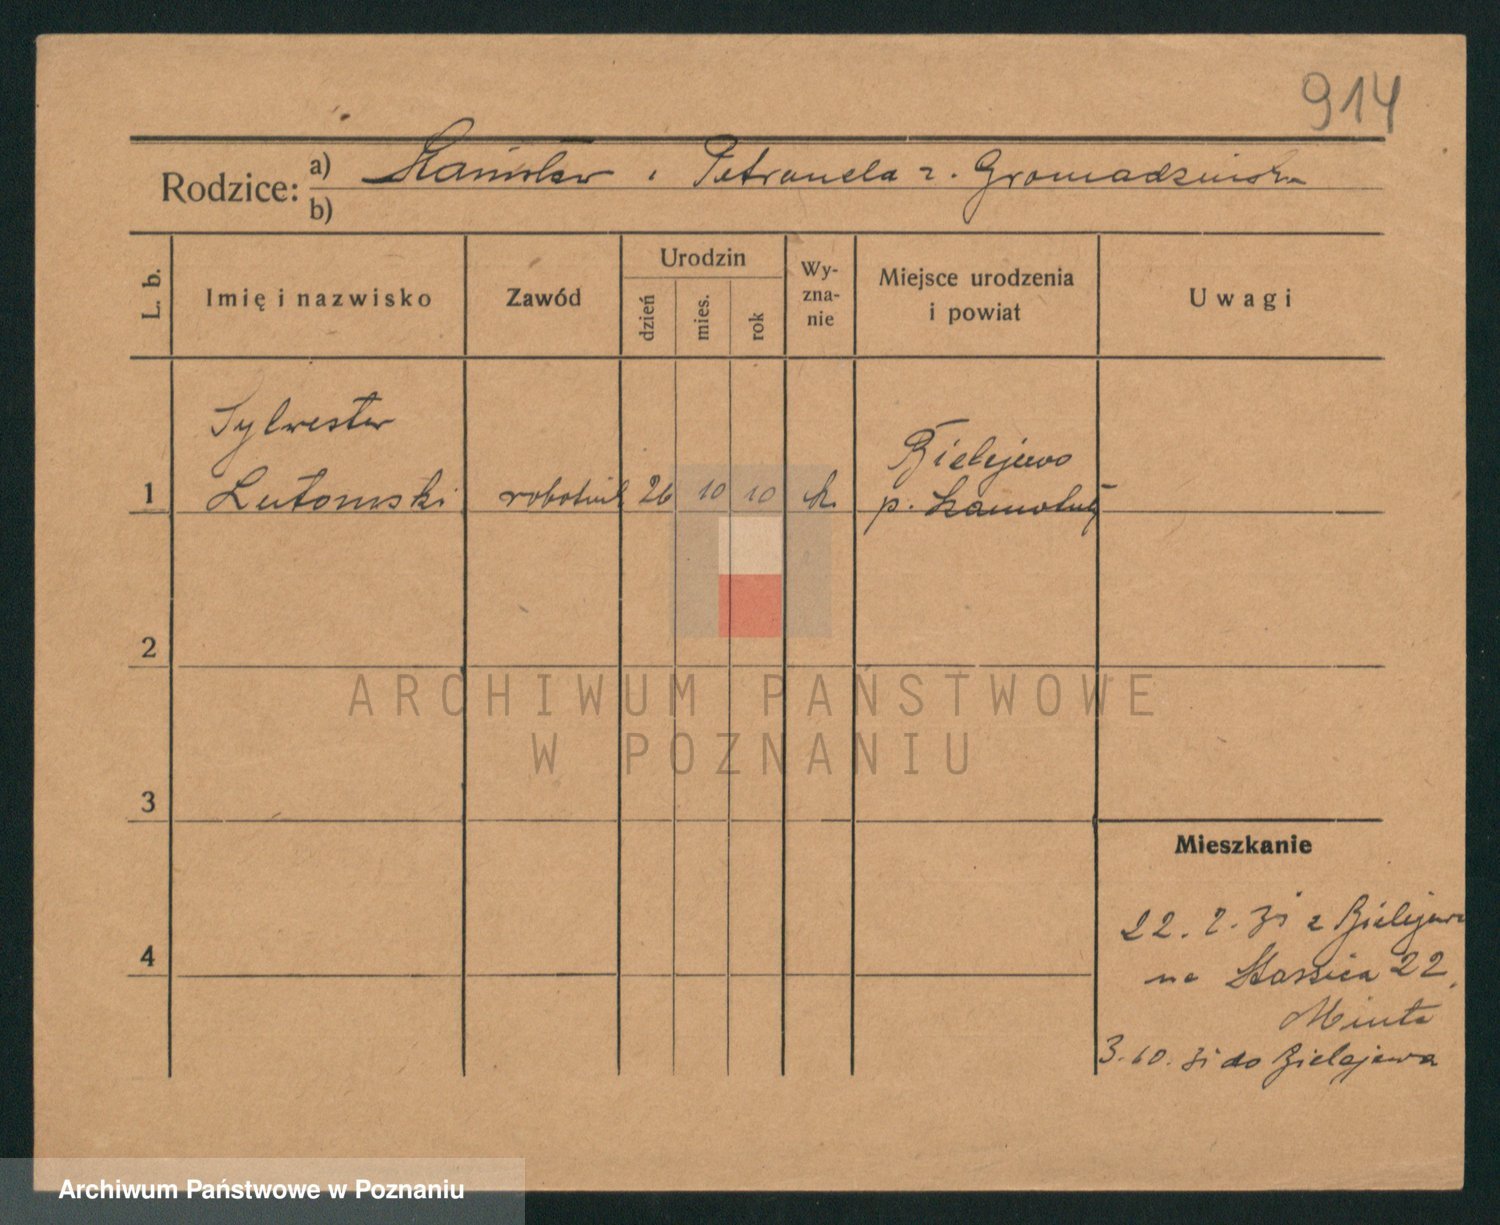 914
Rodzice: a) Stanisław i Petronela z. Gromadzińska
b)
L. b.
Imię i nazwisko
Zawód
Urodzin
dzień
mies.
rok
Wy-
zna-
nie
Miejsce urodzenia
i powiat
Uwagi
Sylwester
1 Lutomski robotnik 26 10 10 k.
Bielejewo
p. Szamotuły
2
3
4
Mieszkanie
22. 7. 31 z Bielejewa
na Staszica 22
3. 10. 31 do Bielejewa
ARCHIWUM PAŃSTWOWE
W POZNANIU
Archiwum Państwowe w Poznaniu